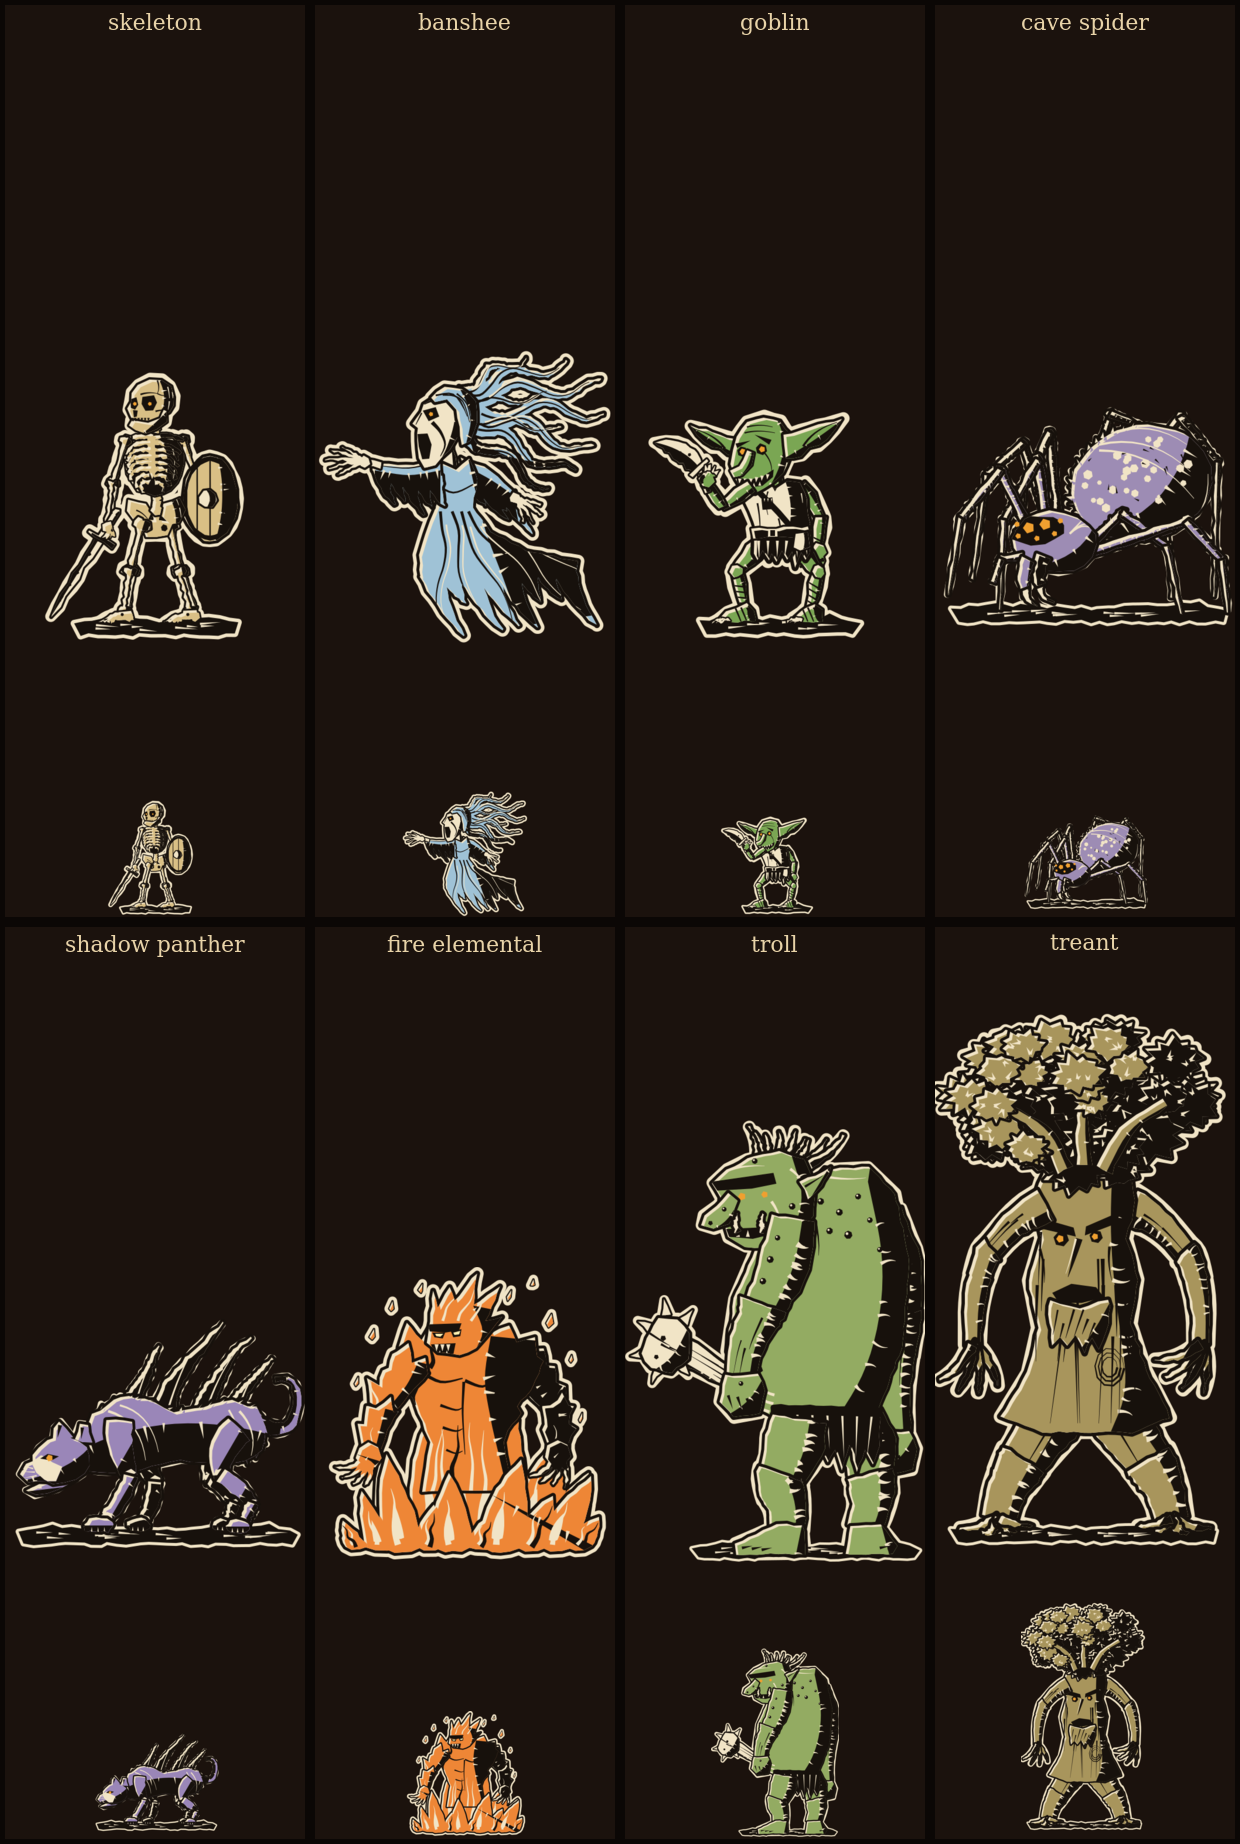 skeleton
banshee
goblin
cave spider
shadow panther
fire elemental
troll
treant